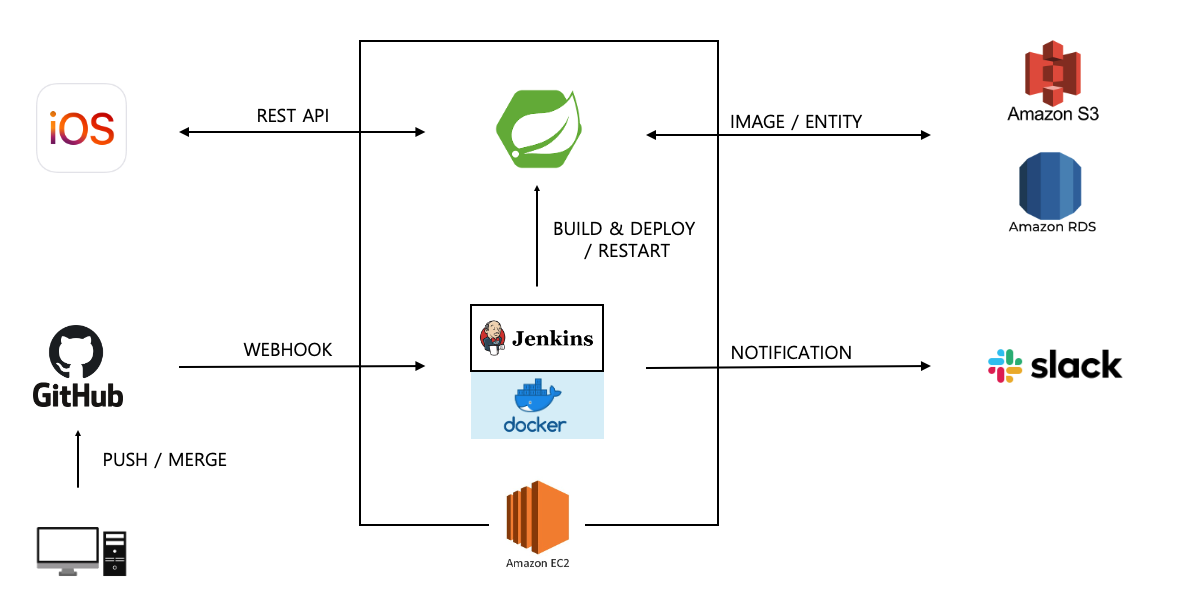 iOS
REST API
IMAGE / ENTITY
Amazon S3
Amazon RDS
BUILD & DEPLOY
/ RESTART
GitHub
WEBHOOK
Jenkins
docker
NOTIFICATION
slack
PUSH / MERGE
Amazon EC2